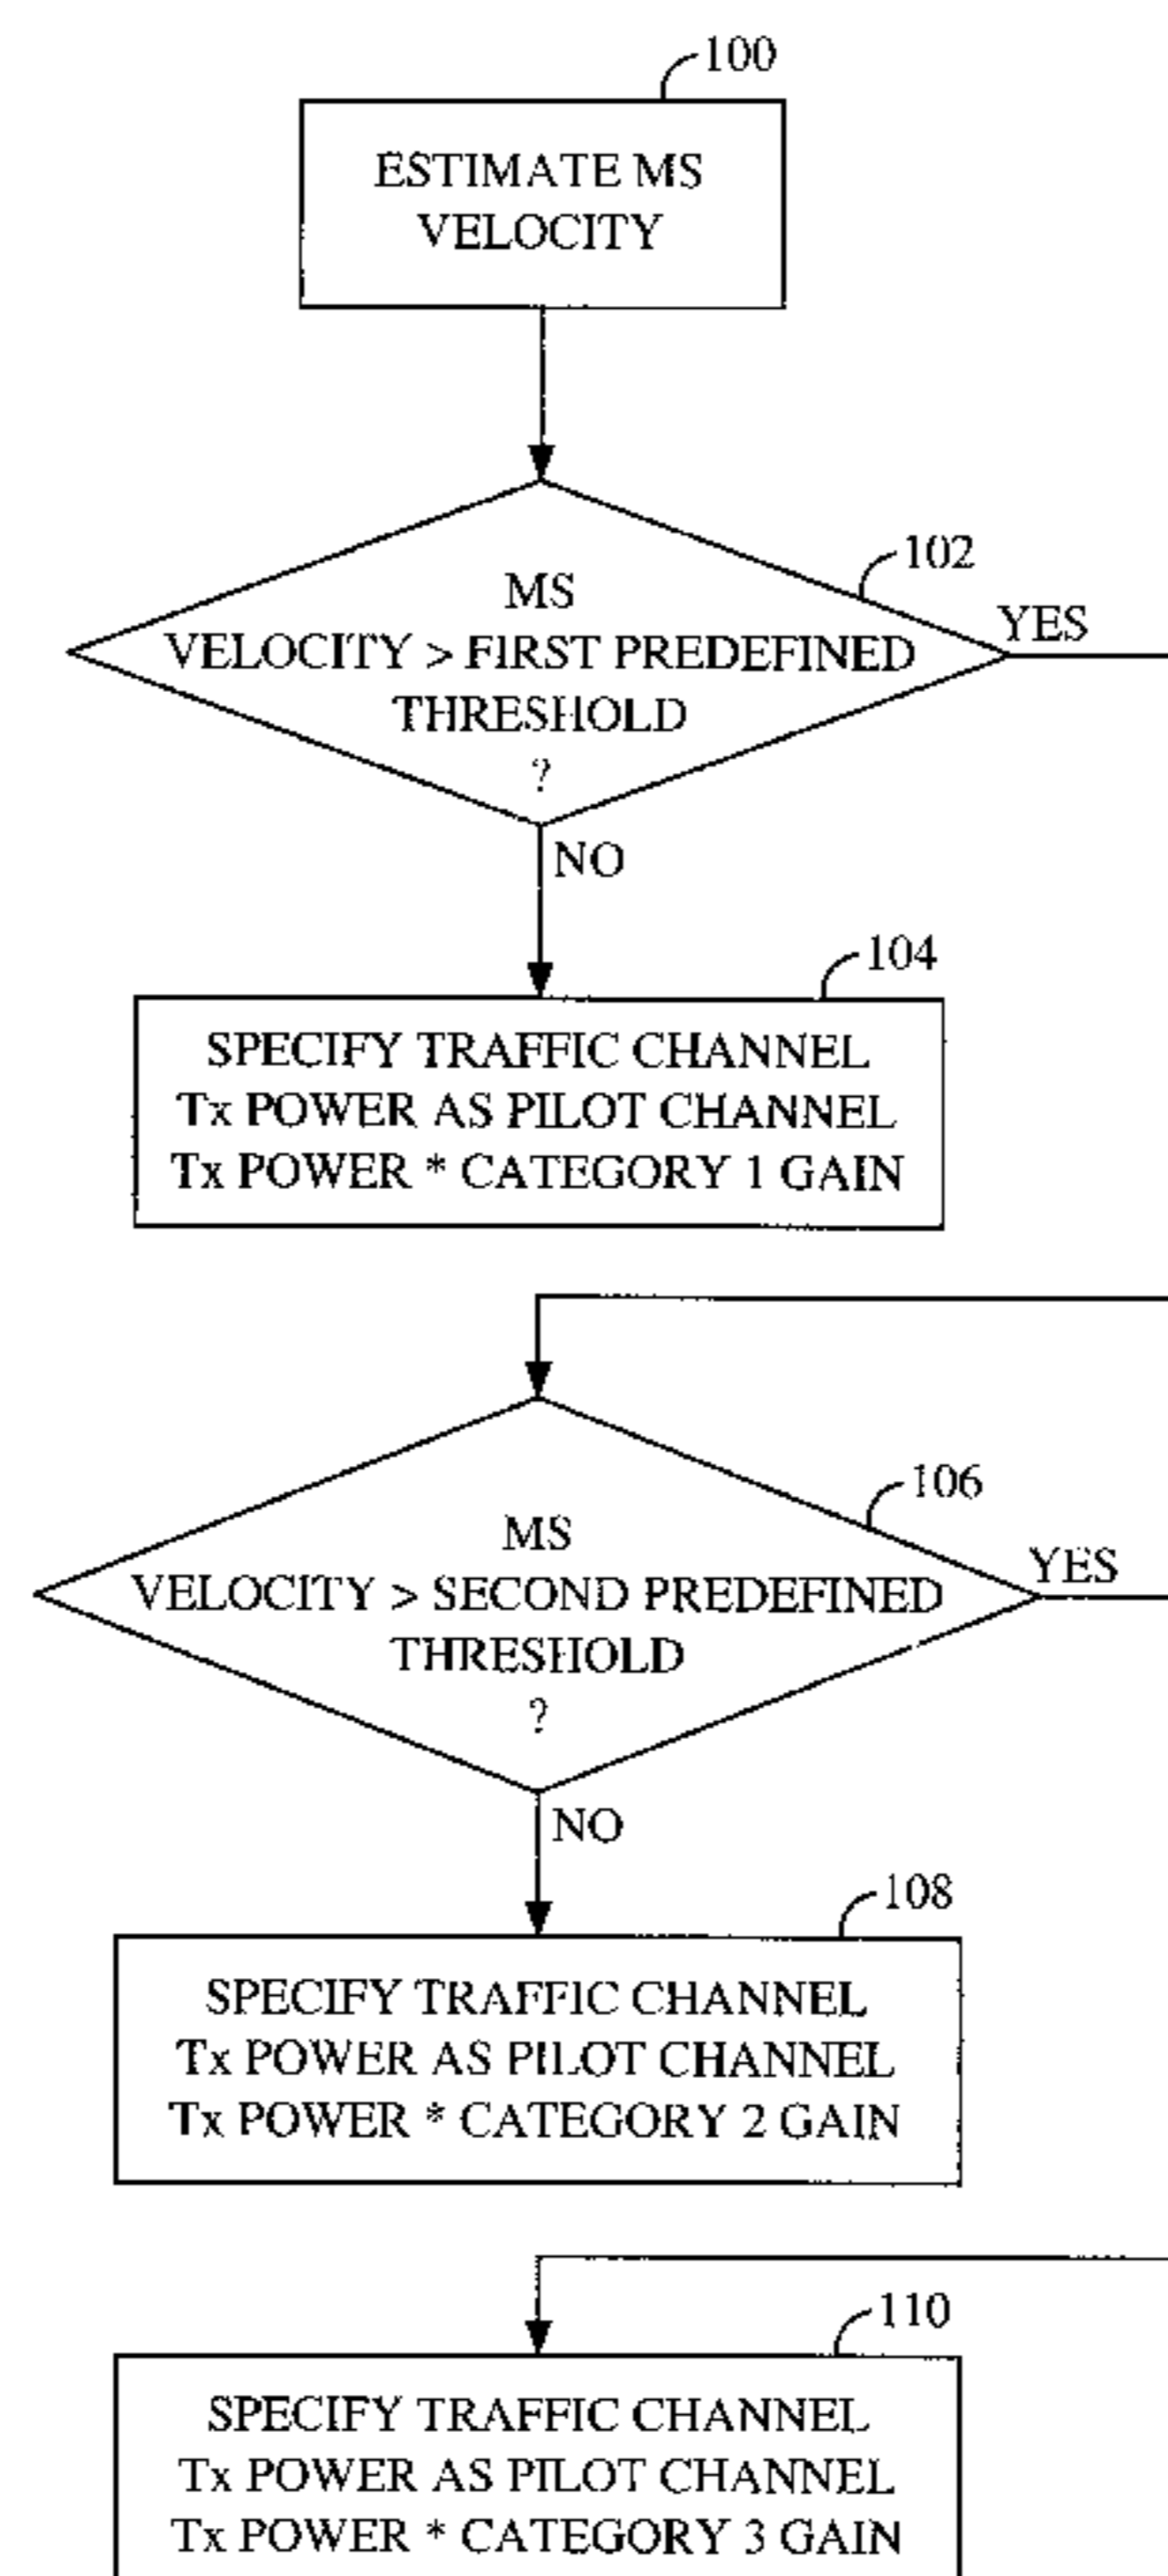 100
ESTIMATE MS
VELOCITY
102
MS
VELOCITY > FIRST PREDEFINED
THRESHOLD
?
YES
NO
104
SPECIFY TRAFFIC CHANNEL
Tx POWER AS PILOT CHANNEL
Tx POWER * CATEGORY 1 GAIN
106
MS
VELOCITY > SECOND PREDEFINED
THRESHOLD
?
YES
NO
108
SPECIFY TRAFFIC CHANNEL
Tx POWER AS PILOT CHANNEL
Tx POWER * CATEGORY 2 GAIN
110
SPECIFY TRAFFIC CHANNEL
Tx POWER AS PILOT CHANNEL
Tx POWER * CATEGORY 3 GAIN